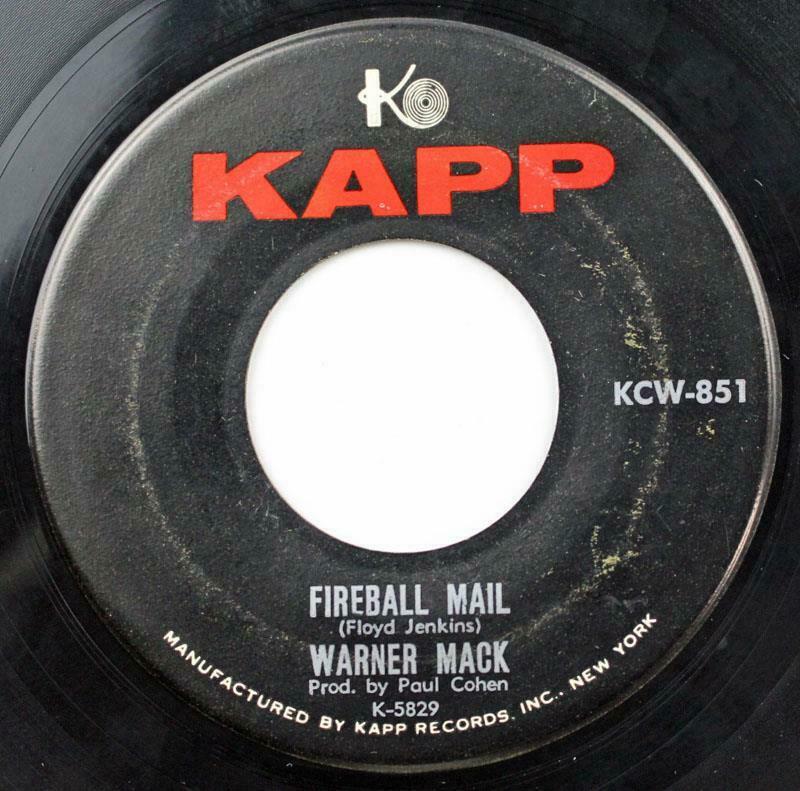 K
KAPP
KCW-851
FIREBALL MAIL
(Floyd Jenkins)
WARNER MACK
Prod. by Paul Cohen
K-5829
MANUFACTURED BY KAPP RECORDS, INC., NEW YORK